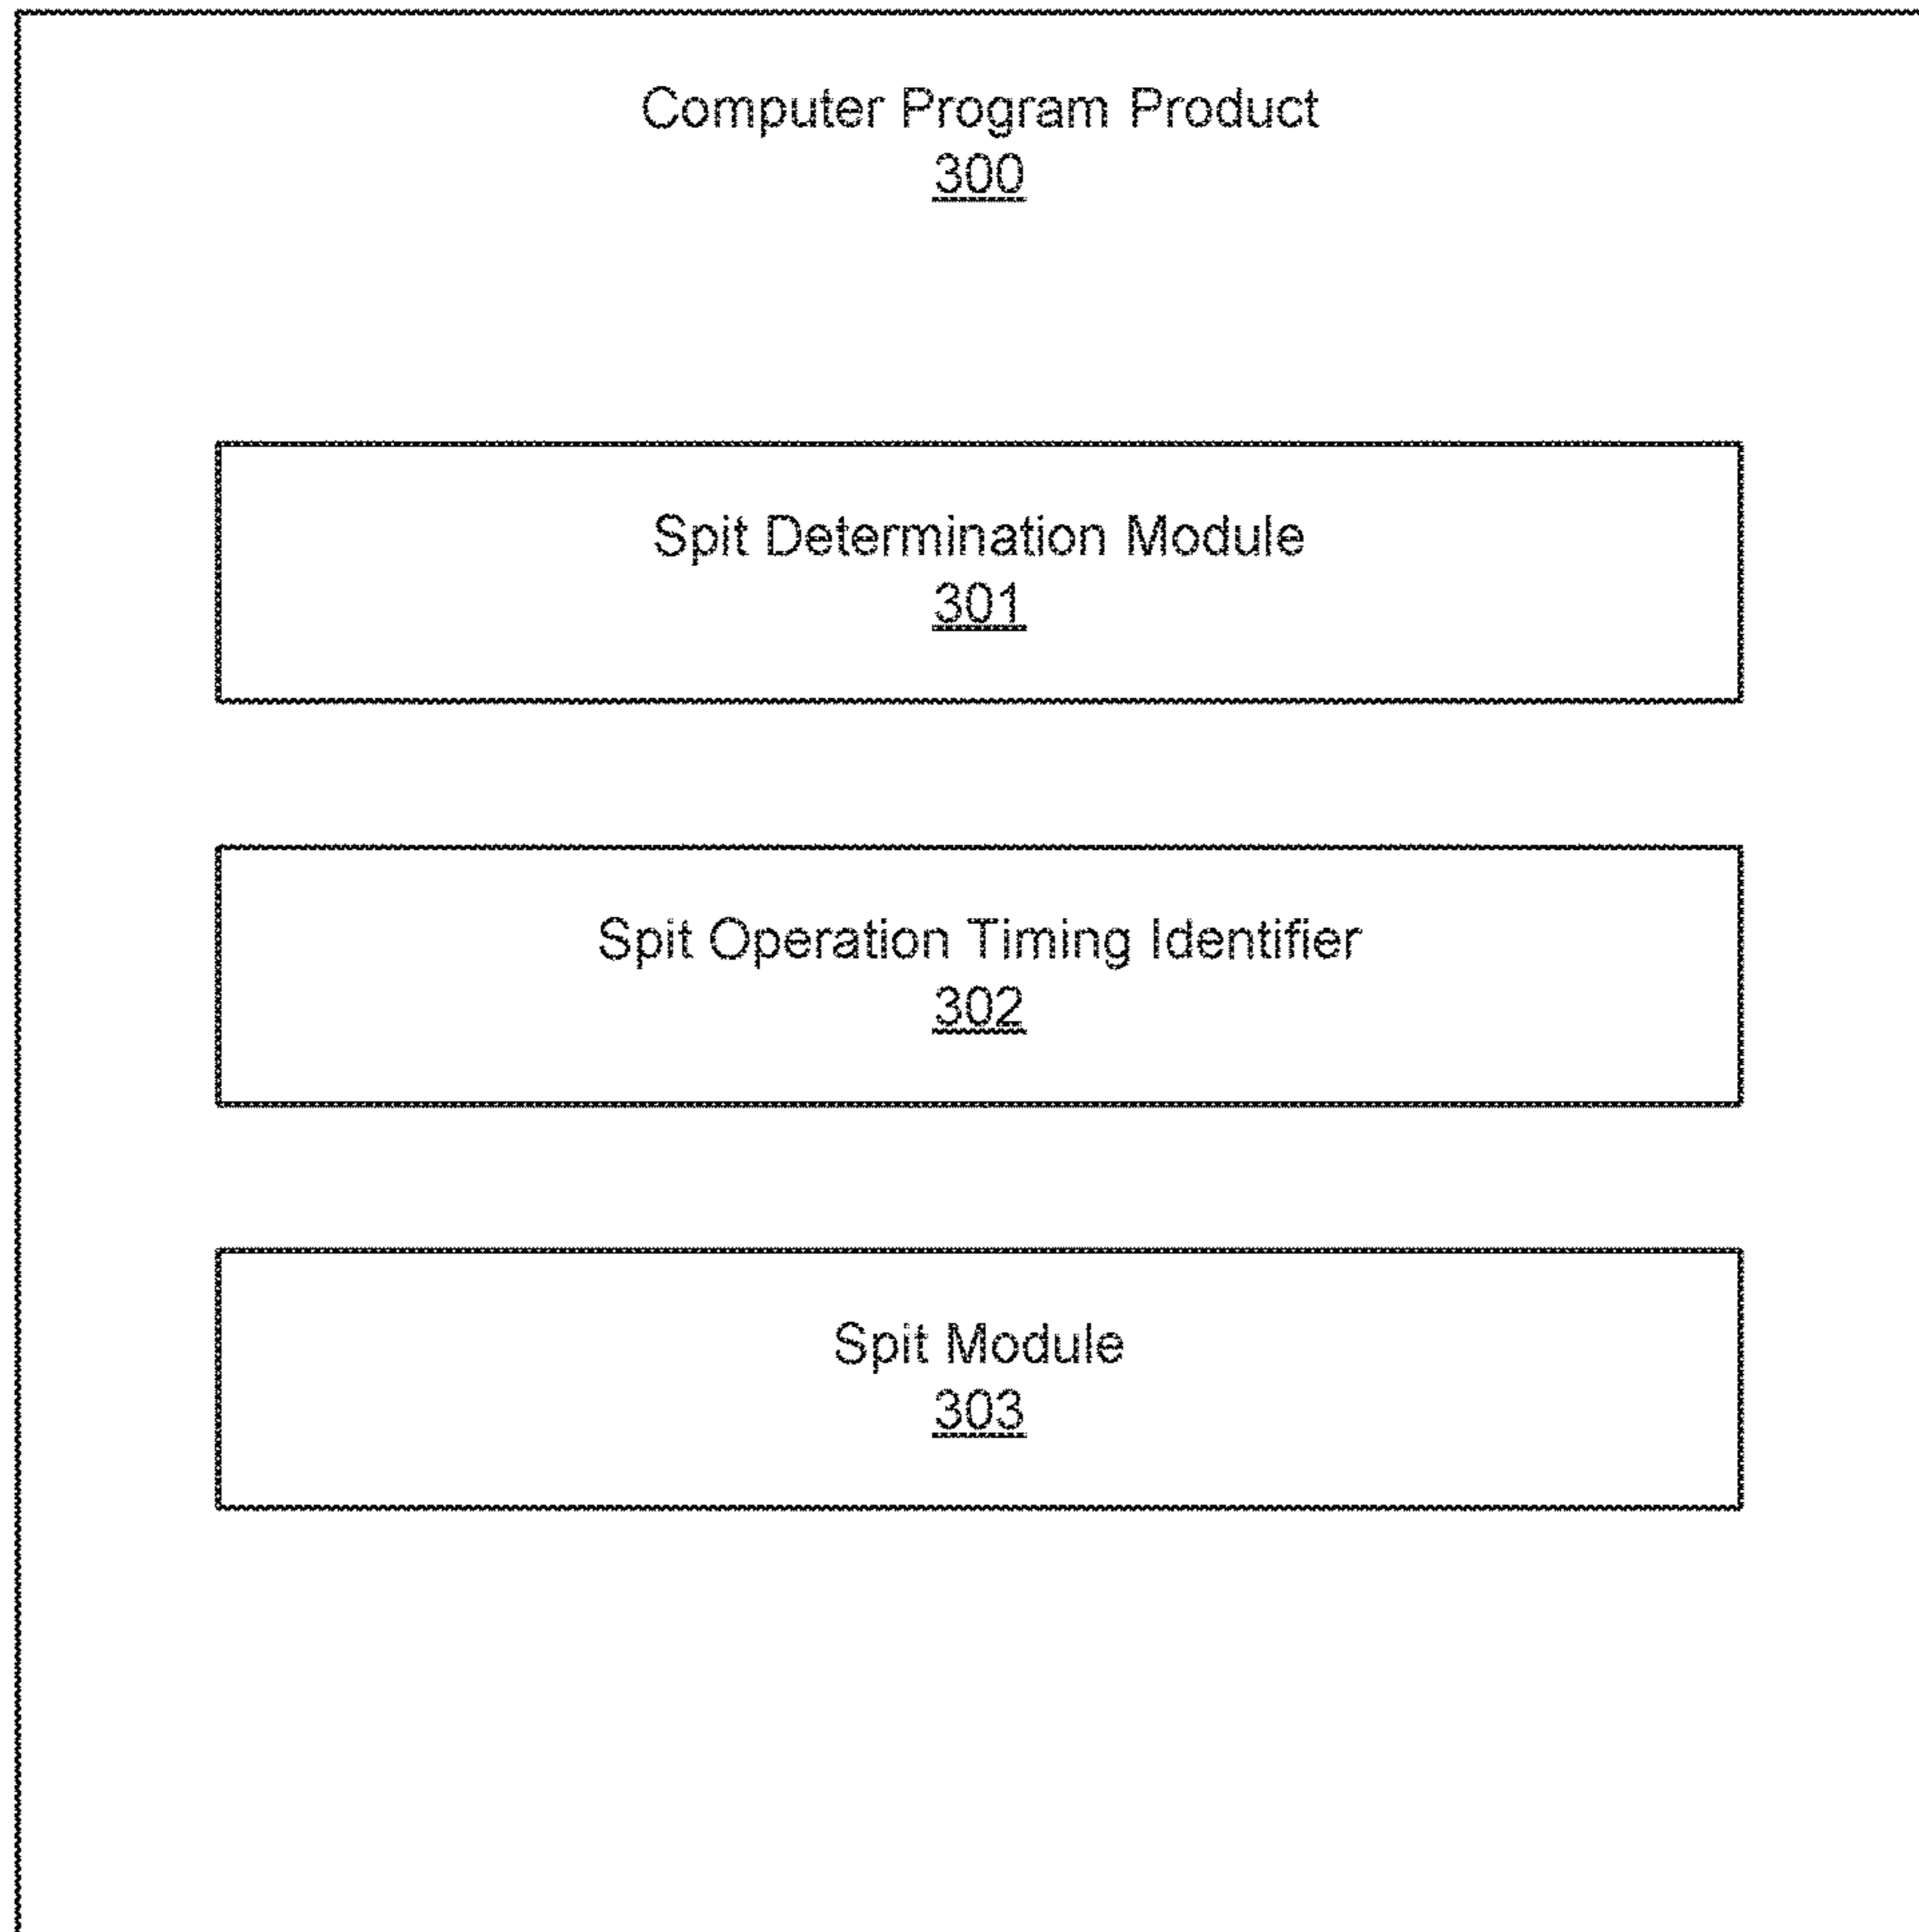 Computer Program Product
300
Spit Determination Module
301
Spit Operation Timing Identifier
302
Spit Module
303